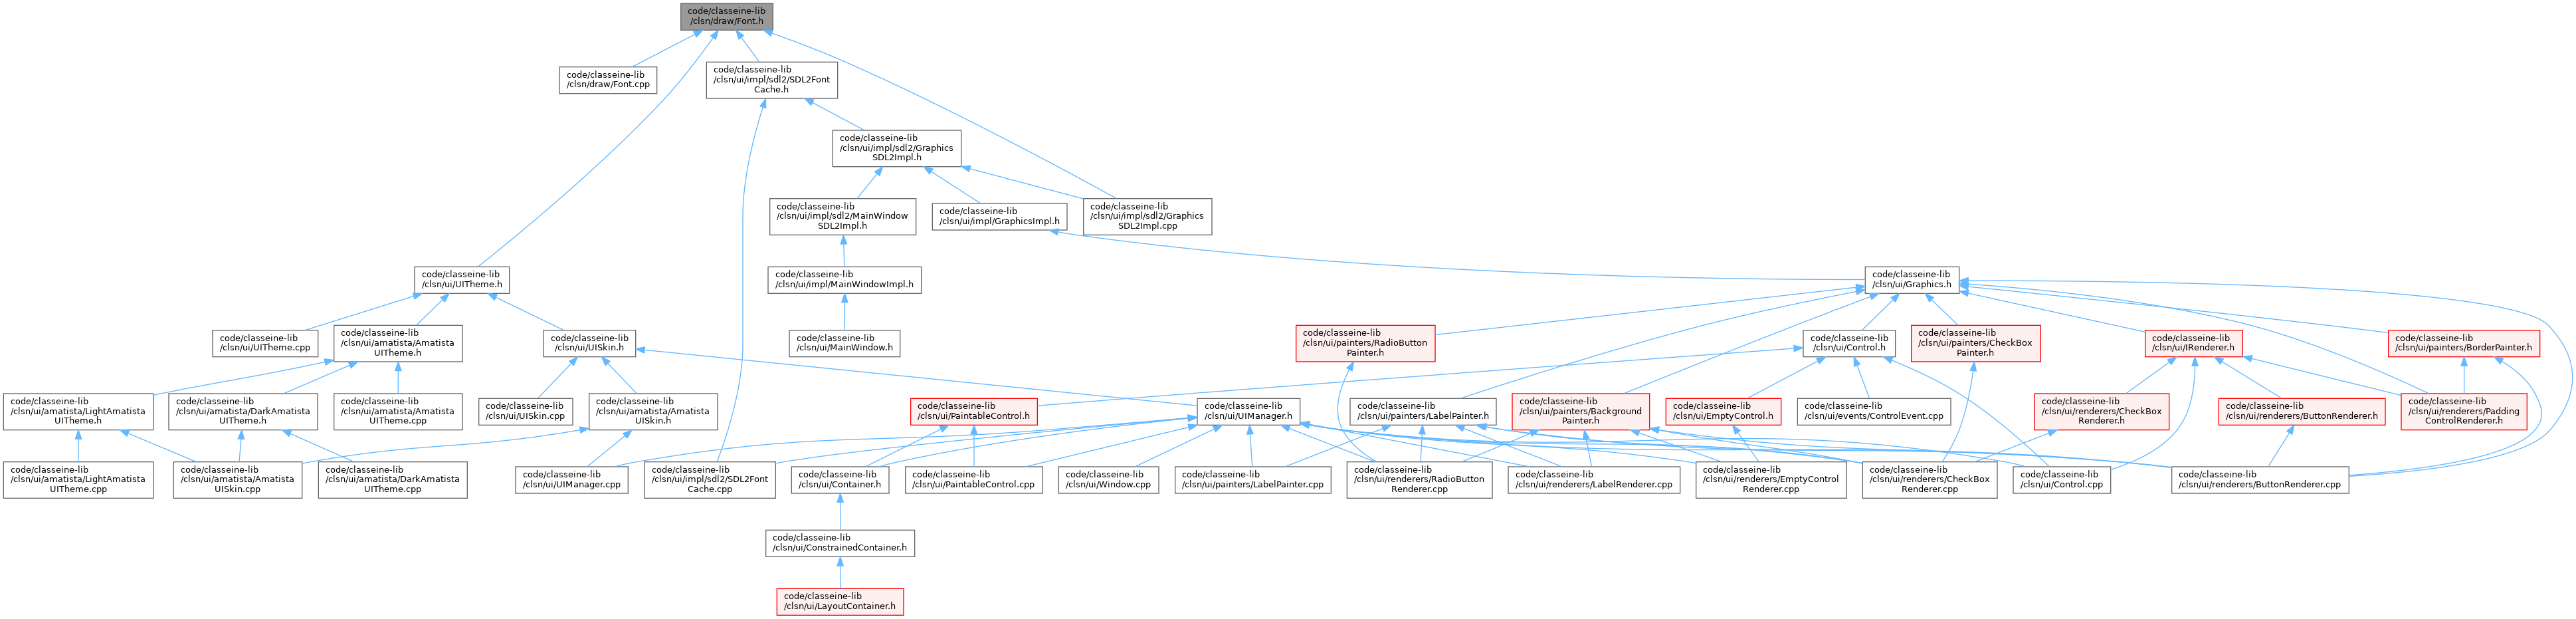 code/classeine-lib
/clsn/draw/Font.h
code/classeine-lib
/clsn/draw/Font.cpp
code/classeine-lib
/clsn/ui/impl/sdl2/SDL2Font
Cache.h
code/classeine-lib
/clsn/ui/impl/sdl2/Graphics
SDL2Impl.h
code/classeine-lib
/clsn/ui/impl/sdl2/MainWindow
SDL2Impl.h
code/classeine-lib
/clsn/ui/impl/GraphicsImpl.h
code/classeine-lib
/clsn/ui/impl/sdl2/Graphics
SDL2Impl.cpp
code/classeine-lib
/clsn/ui/UITheme.h
code/classeine-lib
/clsn/ui/impl/MainWindowImpl.h
code/classeine-lib
/clsn/ui/Graphics.h
code/classeine-lib
/clsn/ui/UITheme.cpp
code/classeine-lib
/clsn/ui/amatista/Amatista
UITheme.h
code/classeine-lib
/clsn/ui/UISkin.h
code/classeine-lib
/clsn/ui/MainWindow.h
code/classeine-lib
/clsn/ui/painters/RadioButton
Painter.h
code/classeine-lib
/clsn/ui/Control.h
code/classeine-lib
/clsn/ui/painters/CheckBox
Painter.h
code/classeine-lib
/clsn/ui/IRenderer.h
code/classeine-lib
/clsn/ui/painters/BorderPainter.h
code/classeine-lib
/clsn/ui/amatista/LightAmatista
UITheme.h
code/classeine-lib
/clsn/ui/amatista/DarkAmatista
UITheme.h
code/classeine-lib
/clsn/ui/amatista/Amatista
UITheme.cpp
code/classeine-lib
/clsn/ui/UISkin.cpp
code/classeine-lib
/clsn/ui/amatista/Amatista
UISkin.h
code/classeine-lib
/clsn/ui/PaintableControl.h
code/classeine-lib
/clsn/ui/UIManager.h
code/classeine-lib
/clsn/ui/painters/LabelPainter.h
code/classeine-lib
/clsn/ui/painters/Background
Painter.h
code/classeine-lib
/clsn/ui/EmptyControl.h
code/classeine-lib
/clsn/ui/events/ControlEvent.cpp
code/classeine-lib
/clsn/ui/renderers/CheckBox
Renderer.h
code/classeine-lib
/clsn/ui/renderers/ButtonRenderer.h
code/classeine-lib
/clsn/ui/renderers/Padding
ControlRenderer.h
code/classeine-lib
/clsn/ui/amatista/LightAmatista
UITheme.cpp
code/classeine-lib
/clsn/ui/amatista/Amatista
UISkin.cpp
code/classeine-lib
/clsn/ui/amatista/DarkAmatista
UITheme.cpp
code/classeine-lib
/clsn/ui/UIManager.cpp
code/classeine-lib
/clsn/ui/impl/sdl2/SDL2Font
Cache.cpp
code/classeine-lib
/clsn/ui/Container.h
code/classeine-lib
/clsn/ui/PaintableControl.cpp
code/classeine-lib
/clsn/ui/Window.cpp
code/classeine-lib
/clsn/ui/painters/LabelPainter.cpp
code/classeine-lib
/clsn/ui/renderers/RadioButton
Renderer.cpp
code/classeine-lib
/clsn/ui/renderers/LabelRenderer.cpp
code/classeine-lib
/clsn/ui/renderers/EmptyControl
Renderer.cpp
code/classeine-lib
/clsn/ui/renderers/CheckBox
Renderer.cpp
code/classeine-lib
/clsn/ui/Control.cpp
code/classeine-lib
/clsn/ui/renderers/ButtonRenderer.cpp
code/classeine-lib
/clsn/ui/ConstrainedContainer.h
code/classeine-lib
/clsn/ui/LayoutContainer.h